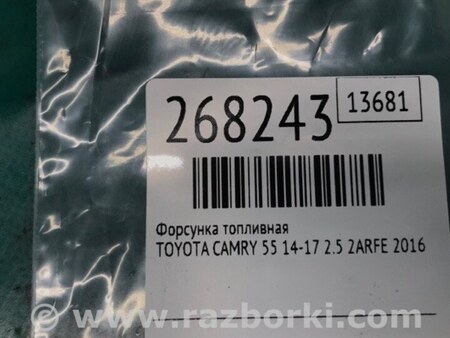 268243
13681
Форсунка топливная
TOYOTA CAMRY 55 14-17 2.5 2ARFE 2016
© www.razborki.com